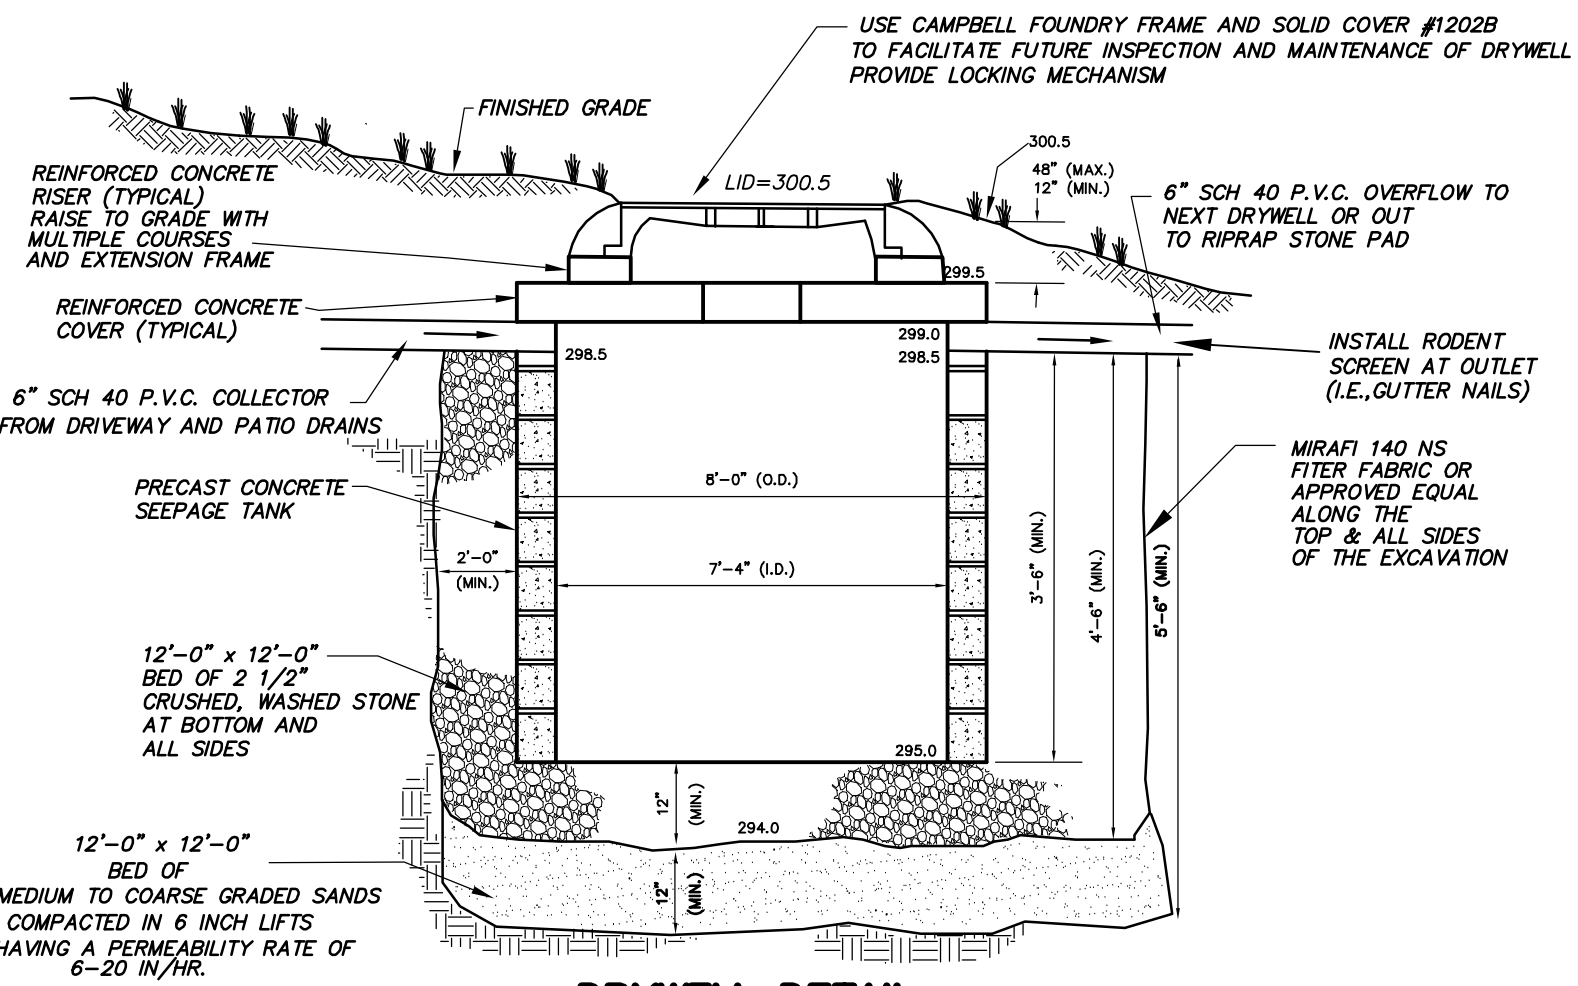 USE CAMPBELL FOUNDRY FRAME AND SOLID COVER #1202B
TO FACILITATE FUTURE INSPECTION AND MAINTENANCE OF DRYWELL
PROVIDE LOCKING MECHANISM
FINISHED GRADE
REINFORCED CONCRETE
RISER (TYPICAL)
RAISE TO GRADE WITH
MULTIPLE COURSES
AND EXTENSION FRAME
LID=300.5
300.5
48" (MAX.)
12" (MIN.)
6" SCH 40 P.V.C. OVERFLOW TO
NEXT DRYWELL OR OUT
TO RIPRAP STONE PAD
299.5
REINFORCED CONCRETE
COVER (TYPICAL)
298.5
299.0
298.5
INSTALL RODENT
SCREEN AT OUTLET
(I.E.,GUTTER NAILS)
6" SCH 40 P.V.C. COLLECTOR
FROM DRIVEWAY AND PATIO DRAINS
PRECAST CONCRETE
SEEPAGE TANK
8'-0" (O.D.)
MIRAFI 140 NS
FITER FABRIC OR
APPROVED EQUAL
ALONG THE
TOP & ALL SIDES
OF THE EXCAVATION
2'-0"
(MIN.)
7'-4" (I.D.)
3'-6" (MIN.)
4'-6" (MIN.)
5'-6" (MIN.)
12'-0" x 12'-0"
BED OF 2 1/2"
CRUSHED, WASHED STONE
AT BOTTOM AND
ALL SIDES
295.0
12"
(MIN.)
294.0
12"
(MIN.)
12'-0" x 12'-0"
BED OF
MEDIUM TO COARSE GRADED SANDS
COMPACTED IN 6 INCH LIFTS
HAVING A PERMEABILITY RATE OF
6-20 IN/HR.
DRYWELL DETAIL